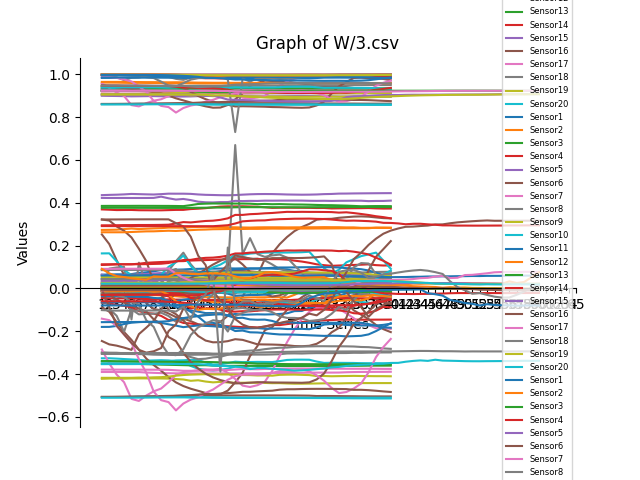 Graph of W/3.csv
1.0
0.8
0.6
0.4
0.2
0.0
−0.2
−0.4
−0.6
Values
Time Series
Sensor13
Sensor14
Sensor15
Sensor16
Sensor17
Sensor18
Sensor19
Sensor20
Sensor1
Sensor2
Sensor3
Sensor4
Sensor5
Sensor6
Sensor7
Sensor8
Sensor9
Sensor10
Sensor11
Sensor12
Sensor13
Sensor14
Sensor15
Sensor16
Sensor17
Sensor18
Sensor19
Sensor20
Sensor1
Sensor2
Sensor3
Sensor4
Sensor5
Sensor6
Sensor7
Sensor8